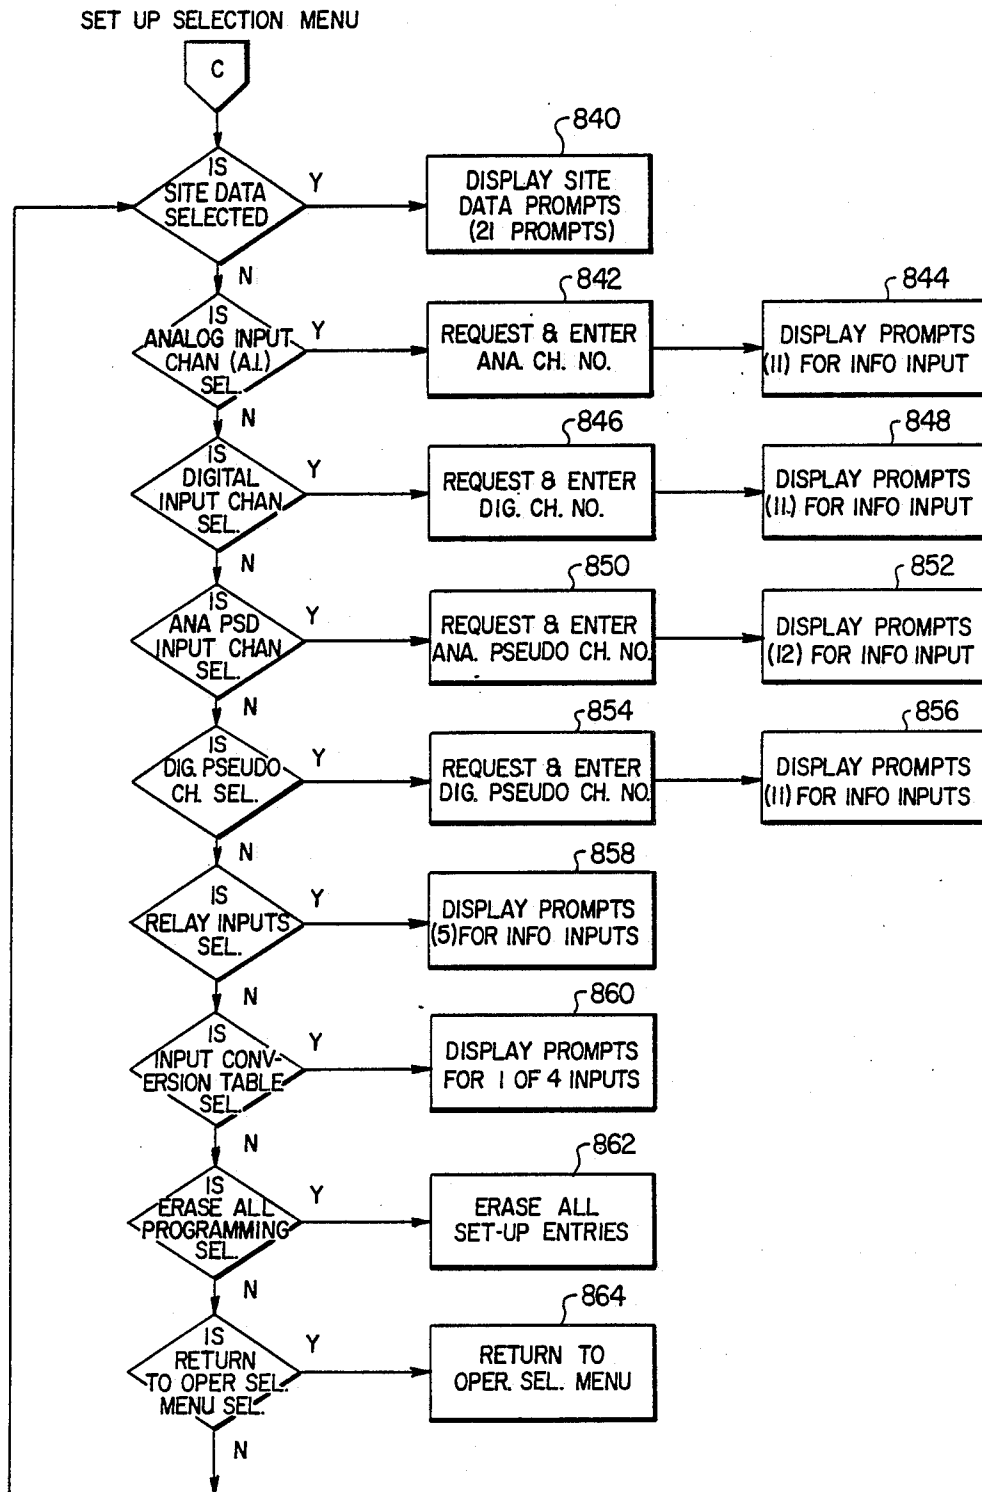 SET UP SELECTION MENU
C
IS
SITE DATA
SELECTED
Y
840
DISPLAY SITE
DATA PROMPTS
(21 PROMPTS)
N
IS
ANALOG INPUT
CHAN (A.I.)
SEL.
Y
842
REQUEST & ENTER
ANA. CH. NO.
844
DISPLAY PROMPTS
(11) FOR INFO INPUT
N
IS
DIGITAL
INPUT CHAN
SEL.
Y
846
REQUEST & ENTER
DIG. CH. NO.
848
DISPLAY PROMPTS
(11.) FOR INFO INPUT
N
IS
ANA PSD
INPUT CHAN
SEL.
Y
850
REQUEST & ENTER
ANA. PSEUDO CH. NO.
852
DISPLAY PROMPTS
(12) FOR INFO INPUT
N
IS
DIG. PSEUDO
CH. SEL.
Y
854
REQUEST & ENTER
DIG. PSEUDO CH. NO.
856
DISPLAY PROMPTS
(11) FOR INFO INPUTS
N
IS
RELAY INPUTS
SEL.
Y
858
DISPLAY PROMPTS
(5) FOR INFO INPUTS
N
IS
INPUT CONV-
ERSION TABLE
SEL.
Y
860
DISPLAY PROMPTS
FOR 1 OF 4 INPUTS
N
IS
ERASE ALL
PROGRAMMING
SEL.
Y
862
ERASE ALL
SET-UP ENTRIES
N
IS
RETURN
TO OPER SEL.
MENU SEL.
Y
864
RETURN TO
OPER. SEL. MENU
N